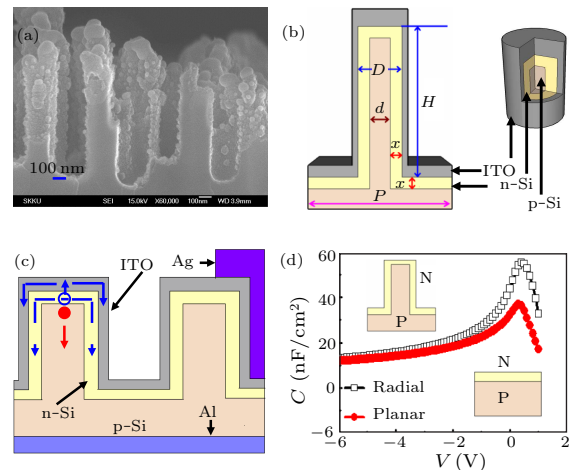 (a)
100 nm
SKKU SEI 15.0kV X60,000 100nm WD 3.9mm
(b)
D
d
H
x
x
P
ITO
n-Si
p-Si
(c)
ITO
Ag
n-Si
Al
p-Si
(d)
N
P
N
P
Radial
Planar
C (nF/cm²)
60
40
20
0
−6
−6 −4 −2 0 2
V (V)